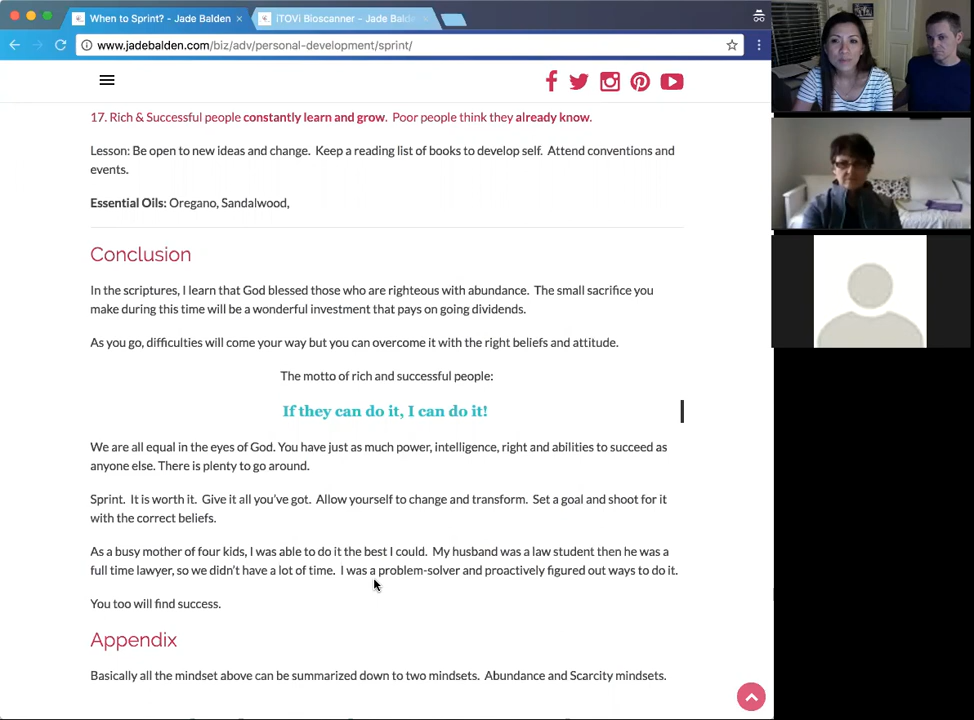 When to Sprint? - Jade Balden
iTOVi Bioscanner - Jade Bald
www.jadebalden.com/biz/adv/personal-development/sprint/
17. Rich & Successful people constantly learn and grow. Poor people think they already know.
Lesson: Be open to new ideas and change. Keep a reading list of books to develop self. Attend conventions and
events.
Essential Oils: Oregano, Sandalwood,
Conclusion
In the scriptures, I learn that God blessed those who are righteous with abundance. The small sacrifice you
make during this time will be a wonderful investment that pays on going dividends.
As you go, difficulties will come your way but you can overcome it with the right beliefs and attitude.
The motto of rich and successful people:
If they can do it, I can do it!
We are all equal in the eyes of God. You have just as much power, intelligence, right and abilities to succeed as
anyone else. There is plenty to go around.
Sprint. It is worth it. Give it all you've got. Allow yourself to change and transform. Set a goal and shoot for it
with the correct beliefs.
As a busy mother of four kids, I was able to do it the best I could. My husband was a law student then he was a
full time lawyer, so we didn't have a lot of time. I was a problem-solver and proactively figured out ways to do it.
You too will find success.
Appendix
Basically all the mindset above can be summarized down to two mindsets. Abundance and Scarcity mindsets.